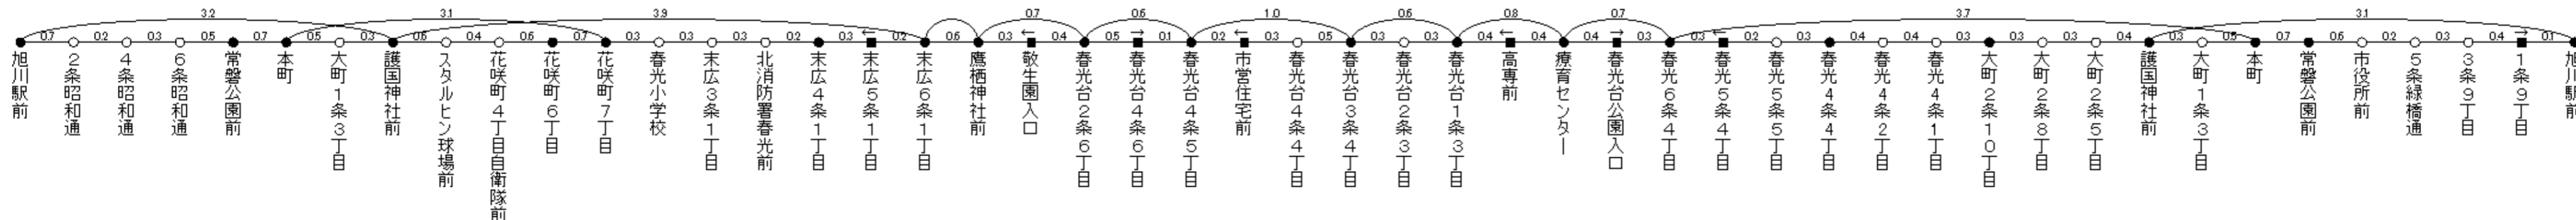 3.2 3.1 3.9 0.7 0.6 1.0 0.6 0.8 0.7 3.7 3.1
0.7 0.2 0.3 0.5 0.7 0.5 0.3 0.6 0.4 0.6 0.7 0.3 0.3 0.3 0.2 0.3 ← 0.2 0.6 0.3 ← 0.4 0.5 → 0.1 0.2 ← 0.3 0.5 0.3 0.3 0.4 ← 0.4 0.4 → 0.3 0.3 ← 0.2 0.3 0.4 0.4 0.3 0.3 0.3 0.4 0.3 0.5 0.7 0.6 0.2 0.3 0.4 → 0.1
旭川駅前
2条昭和通
4条昭和通
6条昭和通
常磐公園前
本町
大町1条3丁目
護国神社前
スタルヒン球場前
花咲町4丁目自衛隊前
花咲町6丁目
花咲町7丁目
春光小学校
末広3条1丁目
北消防署春光前
末広4条1丁目
末広5条1丁目
末広6条1丁目
鷹栖神社前
敬生園入口
春光台2条6丁目
春光台4条6丁目
春光台4条5丁目
市営住宅前
春光台4条4丁目
春光台3条4丁目
春光台2条3丁目
春光台1条3丁目
高専前
療育センター
春光台公園入口
春光6条4丁目
春光5条4丁目
春光5条5丁目
春光4条4丁目
春光4条2丁目
春光4条1丁目
大町2条10丁目
大町2条8丁目
大町2条5丁目
護国神社前
大町1条3丁目
本町
常磐公園前
市役所前
5条緑橋通
3条9丁目
1条9丁目
旭川駅前